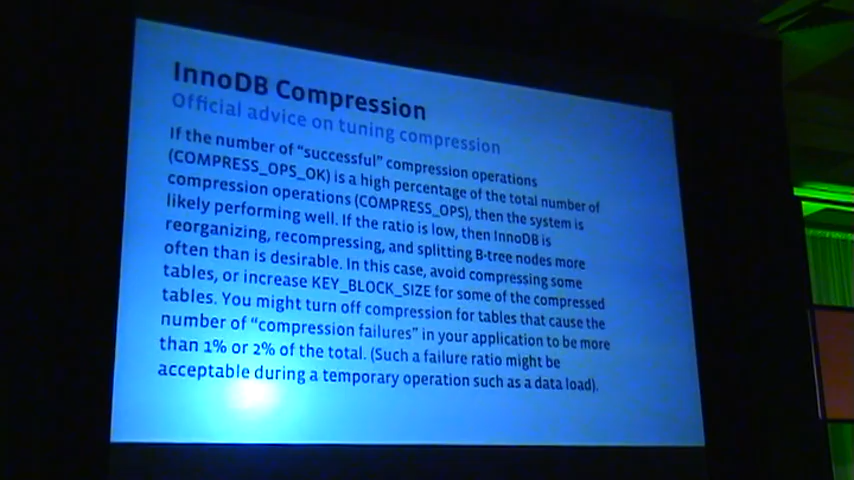 InnoDB Compression
Official advice on tuning compression
If the number of “successful” compression operations
(COMPRESS_OPS_OK) is a high percentage of the total number of
compression operations (COMPRESS_OPS), then the system is
likely performing well. If the ratio is low, then InnoDB is
reorganizing, recompressing, and splitting B-tree nodes more
often than is desirable. In this case, avoid compressing some
tables, or increase KEY_BLOCK_SIZE for some of the compressed
tables. You might turn off compression for tables that cause the
number of “compression failures” in your application to be more
than 1% or 2% of the total. (Such a failure ratio might be
acceptable during a temporary operation such as a data load).